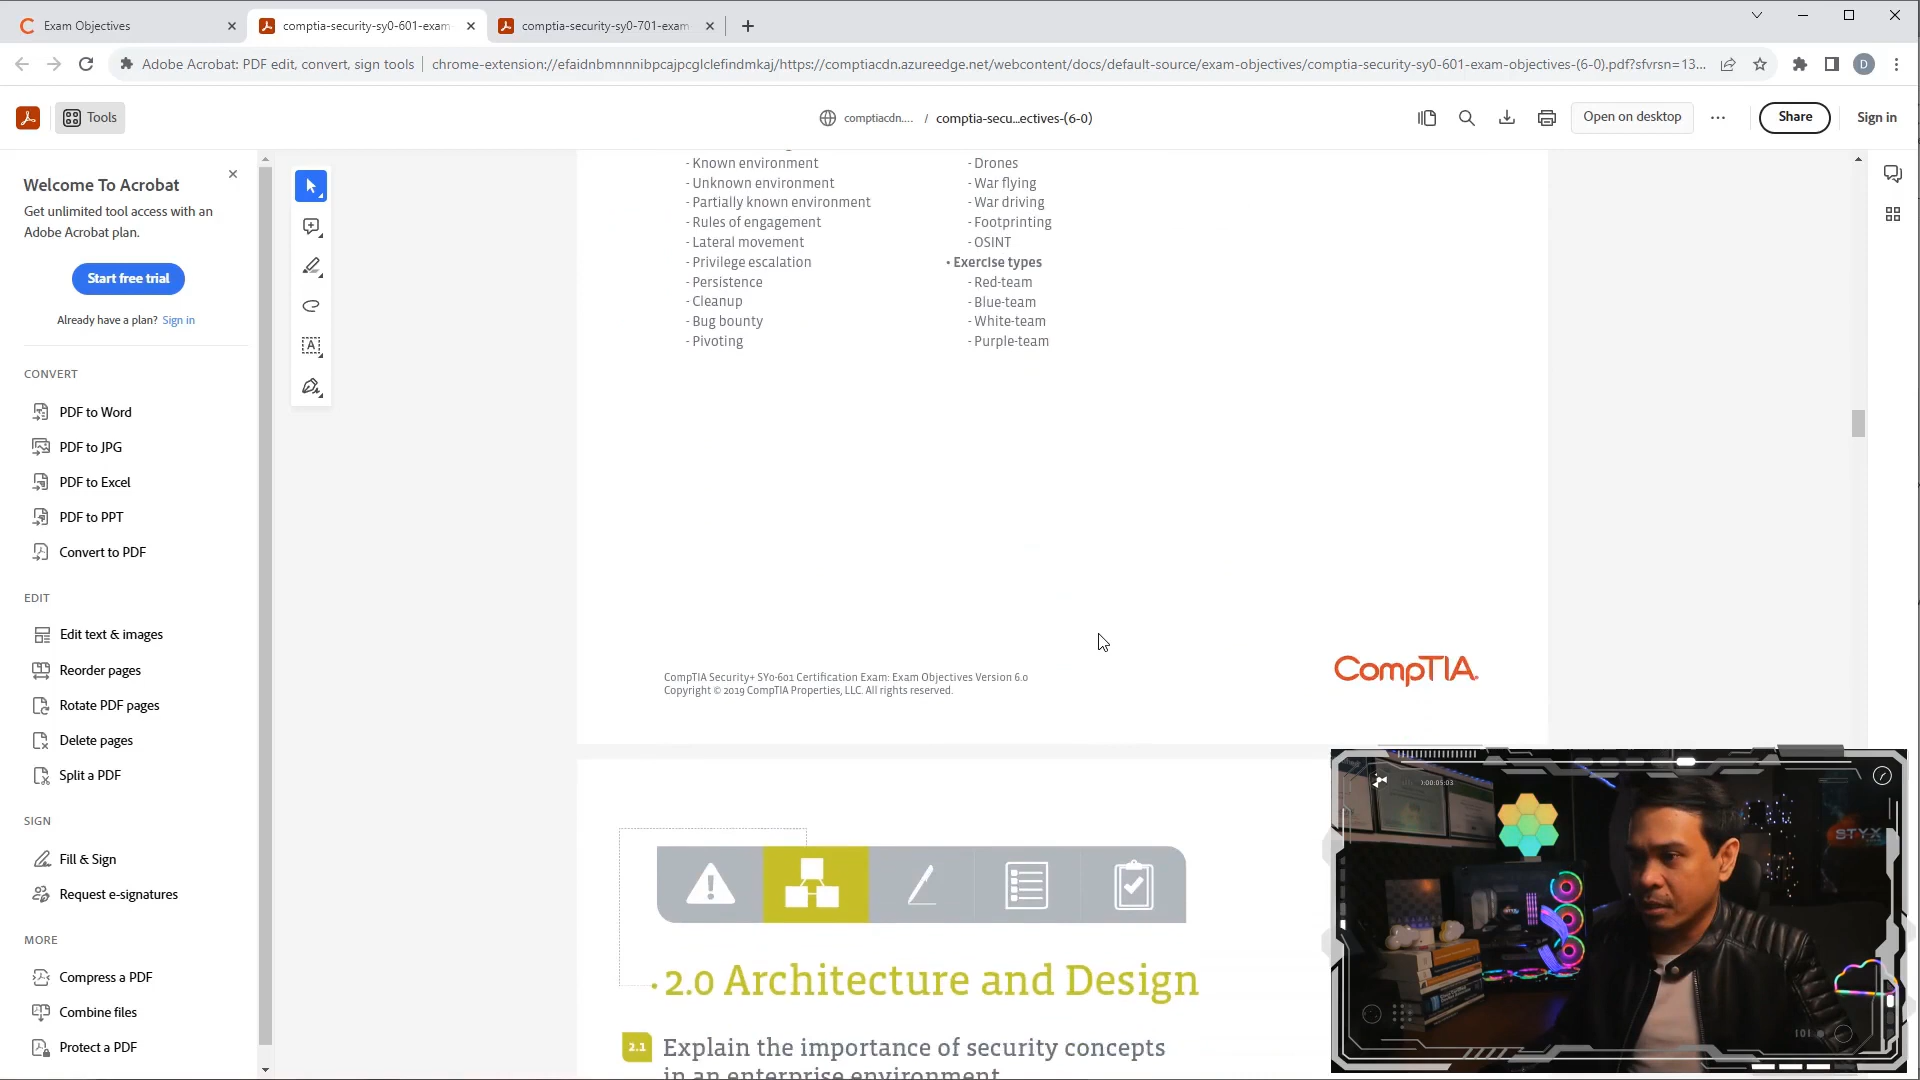 Exam Objectives
comptia-security-sy0-601-exam-
comptia-security-sy0-701-exam
Adobe Acrobat: PDF edit, convert, sign tools
chrome-extension://efaidnbmnnnibpcajpcglclefindmkaj/https://comptiacdn.azureedge.net/webcontent/docs/default-source/exam-objectives/comptia-security-sy0-601-exam-objectives-(6-0).pdf?sfvrsn=13...
D
Tools
comptiacdn.... / comptia-secu...ectives-(6-0)
Open on desktop
Share
Sign in
Welcome To Acrobat
Get unlimited tool access with an
Adobe Acrobat plan.
Start free trial
Already have a plan? Sign in
CONVERT
PDF to Word
PDF to JPG
PDF to Excel
PDF to PPT
Convert to PDF
EDIT
Edit text & images
Reorder pages
Rotate PDF pages
Delete pages
Split a PDF
SIGN
Fill & Sign
Request e-signatures
MORE
Compress a PDF
Combine files
Protect a PDF
- Known environment
- Unknown environment
- Partially known environment
- Rules of engagement
- Lateral movement
- Privilege escalation
- Persistence
- Cleanup
- Bug bounty
- Pivoting
- Drones
- War flying
- War driving
- Footprinting
- OSINT
• Exercise types
- Red-team
- Blue-team
- White-team
- Purple-team
CompTIA Security+ SY0-601 Certification Exam: Exam Objectives Version 6.0
Copyright © 2019 CompTIA Properties, LLC. All rights reserved.
CompTIA.
2.0 Architecture and Design
2.1 Explain the importance of security concepts
in an enterprise environment.
STYX
101